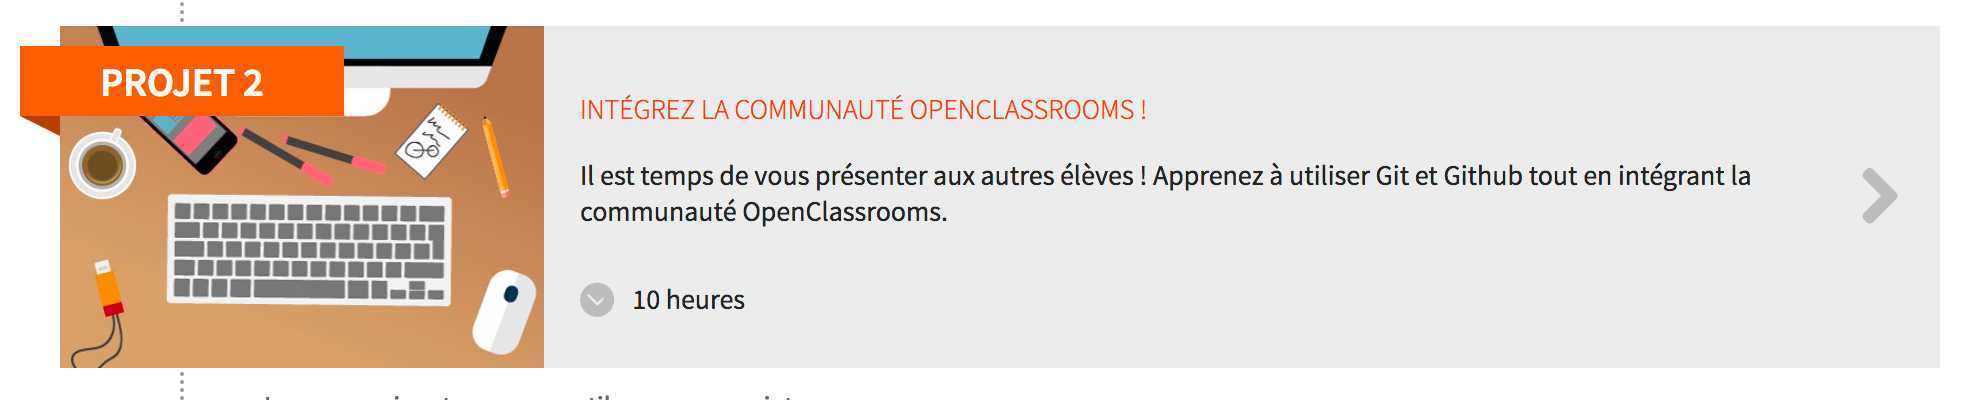 PROJET 2
INTÉGREZ LA COMMUNAUTÉ OPENCLASSROOMS !
Il est temps de vous présenter aux autres élèves ! Apprenez à utiliser Git et Github tout en intégrant la
communauté OpenClassrooms.
10 heures